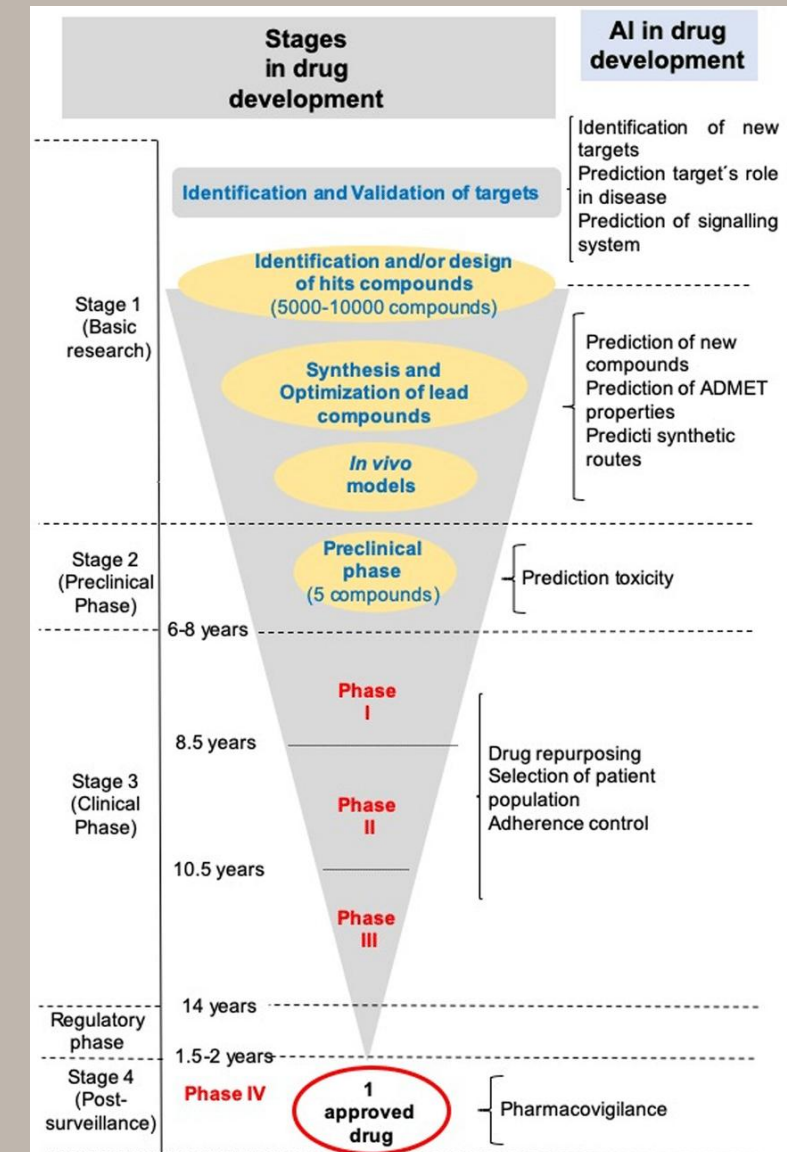 Stages
in drug
development
AI in drug
development
Identification of new
targets
Prediction target´s role
in disease
Prediction of signalling
system
Identification and Validation of targets
Identification and/or design
of hits compounds
(5000-10000 compounds)
Stage 1
(Basic
research)
Synthesis and
Optimization of lead
compounds
In vivo
models
Prediction of new
compounds
Prediction of ADMET
properties
Predicti synthetic
routes
Stage 2
(Preclinical
Phase)
Preclinical
phase
(5 compounds)
Prediction toxicity
6-8 years
Phase
I
8.5 years
Stage 3
(Clinical
Phase)
Phase
II
Drug repurposing
Selection of patient
population
Adherence control
10.5 years
Phase
III
14 years
Regulatory
phase
1.5-2 years
Stage 4
(Post-
surveillance)
Phase IV
1
approved
drug
Pharmacovigilance